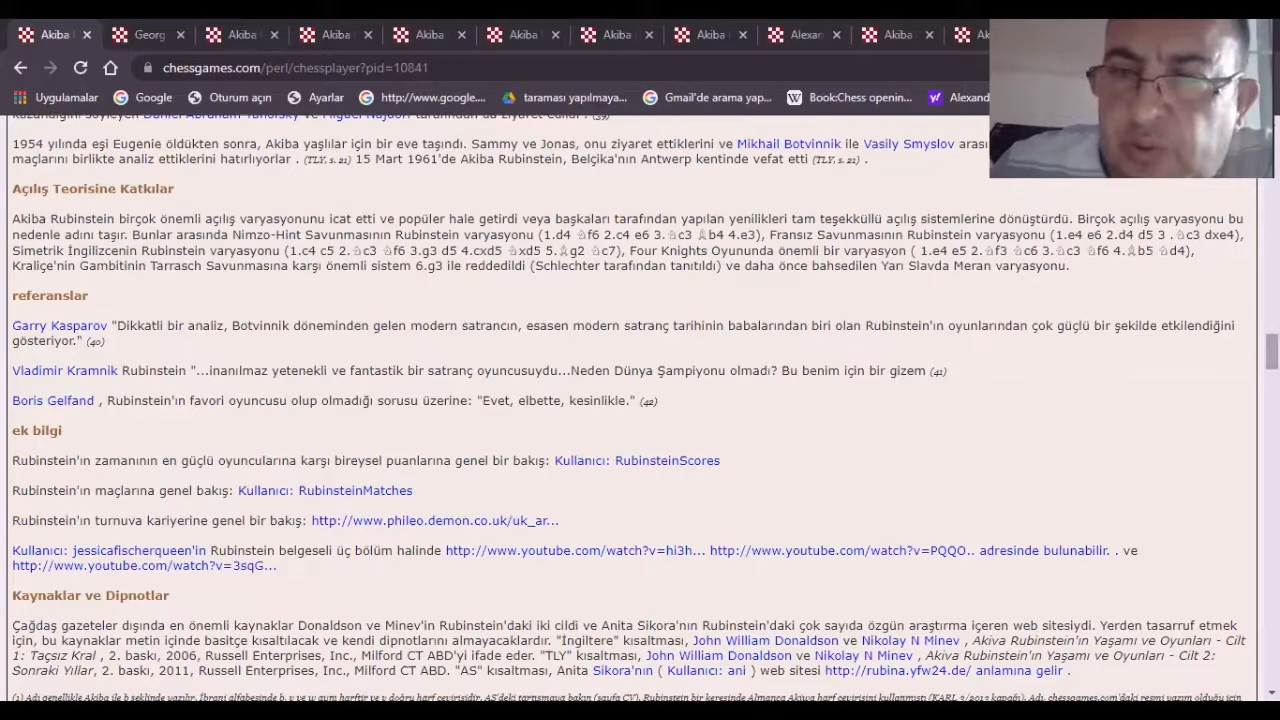 Akiba Georg Akiba Akiba Akiba Akiba Akiba Akiba Alexan Akiba Ak
chessgames.com/perl/chessplayer?pid=10841
Uygulamalar Google Oturum açın Ayarlar http://www.google.... taraması yapılmaya... Gmail'de arama yap... Book:Chess openin... Alexand
1954 yılında eşi Eugenie öldükten sonra, Akiba yaşlılar için bir eve taşındı. Sammy ve Jonas, onu ziyaret ettiklerini ve Mikhail Botvinnik ile Vasily Smyslov arası
maçlarını birlikte analiz ettiklerini hatırlıyorlar . (TLY, s. 21) 15 Mart 1961'de Akiba Rubinstein, Belçika'nın Antwerp kentinde vefat etti (TLY, s. 21) .
Açılış Teorisine Katkılar
Akiba Rubinstein birçok önemli açılış varyasyonunu icat etti ve popüler hale getirdi veya başkaları tarafından yapılan yenilikleri tam teşekküllü açılış sistemlerine dönüştürdü. Birçok açılış varyasyonu bu
nedenle adını taşır. Bunlar arasında Nimzo-Hint Savunmasının Rubinstein varyasyonu (1.d4 ♘f6 2.c4 e6 3.♘c3 ♗b4 4.e3), Fransız Savunmasının Rubinstein varyasyonu (1.e4 e6 2.d4 d5 3 .♘c3 dxe4),
Simetrik İngilizcenin Rubinstein varyasyonu (1.c4 c5 2.♘c3 ♘f6 3.g3 d5 4.cxd5 ♘xd5 5.♗g2 ♘c7), Four Knights Oyununda önemli bir varyasyon ( 1.e4 e5 2.♘f3 ♘c6 3.♘c3 ♘f6 4.♗b5 ♘d4),
Kraliçe'nin Gambitinin Tarrasch Savunmasına karşı önemli sistem 6.g3 ile reddedildi (Schlechter tarafından tanıtıldı) ve daha önce bahsedilen Yarı Slavda Meran varyasyonu.
referanslar
Garry Kasparov "Dikkatli bir analiz, Botvinnik döneminden gelen modern satrancın, esasen modern satranç tarihinin babalarından biri olan Rubinstein'ın oyunlarından çok güçlü bir şekilde etkilendiğini
gösteriyor." (40)
Vladimir Kramnik Rubinstein "...inanılmaz yetenekli ve fantastik bir satranç oyuncusuydu...Neden Dünya Şampiyonu olmadı? Bu benim için bir gizem (41)
Boris Gelfand , Rubinstein'ın favori oyuncusu olup olmadığı sorusu üzerine: "Evet, elbette, kesinlikle." (42)
ek bilgi
Rubinstein'ın zamanının en güçlü oyuncularına karşı bireysel puanlarına genel bir bakış: Kullanıcı: RubinsteinScores
Rubinstein'ın maçlarına genel bakış: Kullanıcı: RubinsteinMatches
Rubinstein'ın turnuva kariyerine genel bir bakış: http://www.phileo.demon.co.uk/uk_ar...
Kullanıcı: jessicafischerqueen'in Rubinstein belgeseli üç bölüm halinde http://www.youtube.com/watch?v=hi3h... http://www.youtube.com/watch?v=PQQO.. adresinde bulunabilir. . ve
http://www.youtube.com/watch?v=3sqG...
Kaynaklar ve Dipnotlar
Çağdaş gazeteler dışında en önemli kaynaklar Donaldson ve Minev'in Rubinstein'daki iki cildi ve Anita Sikora'nın Rubinstein'daki çok sayıda özgün araştırma içeren web sitesiydi. Yerden tasarruf etmek
için, bu kaynaklar metin içinde basitçe kısaltılacak ve kendi dipnotlarını almayacaklardır. "İngiltere" kısaltması, John William Donaldson ve Nikolay N Minev , Akiva Rubinstein'ın Yaşamı ve Oyunları - Cilt
1: Taçsız Kral , 2. baskı, 2006, Russell Enterprises, Inc., Milford CT ABD'yi ifade eder. "TLY" kısaltması, John William Donaldson ve Nikolay N Minev , Akiva Rubinstein'ın Yaşamı ve Oyunları - Cilt 2:
Sonraki Yıllar, 2. baskı, 2011, Russell Enterprises, Inc., Milford CT ABD. "AS" kısaltması, Anita Sikora'nın ( Kullanıcı: ani ) web sitesi http://rubina.yfw24.de/ anlamına gelir .